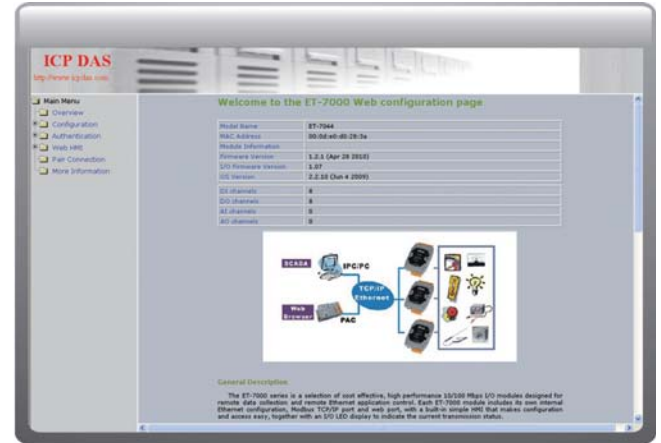 ICP DAS
http://www.icpdas.com
Main Menu
Overview
Configuration
Authentication
Web HMI
Pair Connection
More Information
Welcome to the ET-7000 Web configuration page
Model Name ET-7044
MAC Address 00:0d:e0:d0:28:3a
Module Information
Firmware Version 1.2.1 (Apr 28 2010)
I/O Firmware Version 1.07
OS Version 2.2.10 (Jun 4 2009)
DI channels 8
DO channels 8
AI channels 0
AO channels 0
SCADA
IPC/PC
TCP/IP
Ethernet
Web
Browser
PAC
General Description
The ET-7000 series is a selection of cost effective, high performance 10/100 Mbps I/O modules designed for
remote data collection and remote Ethernet application control. Each ET-7000 module includes its own internal
Ethernet configuration, Modbus TCP/IP port and web port, with a built-in simple HMI that makes configuration
and access easy, together with an I/O LED display to indicate the current transmission status.